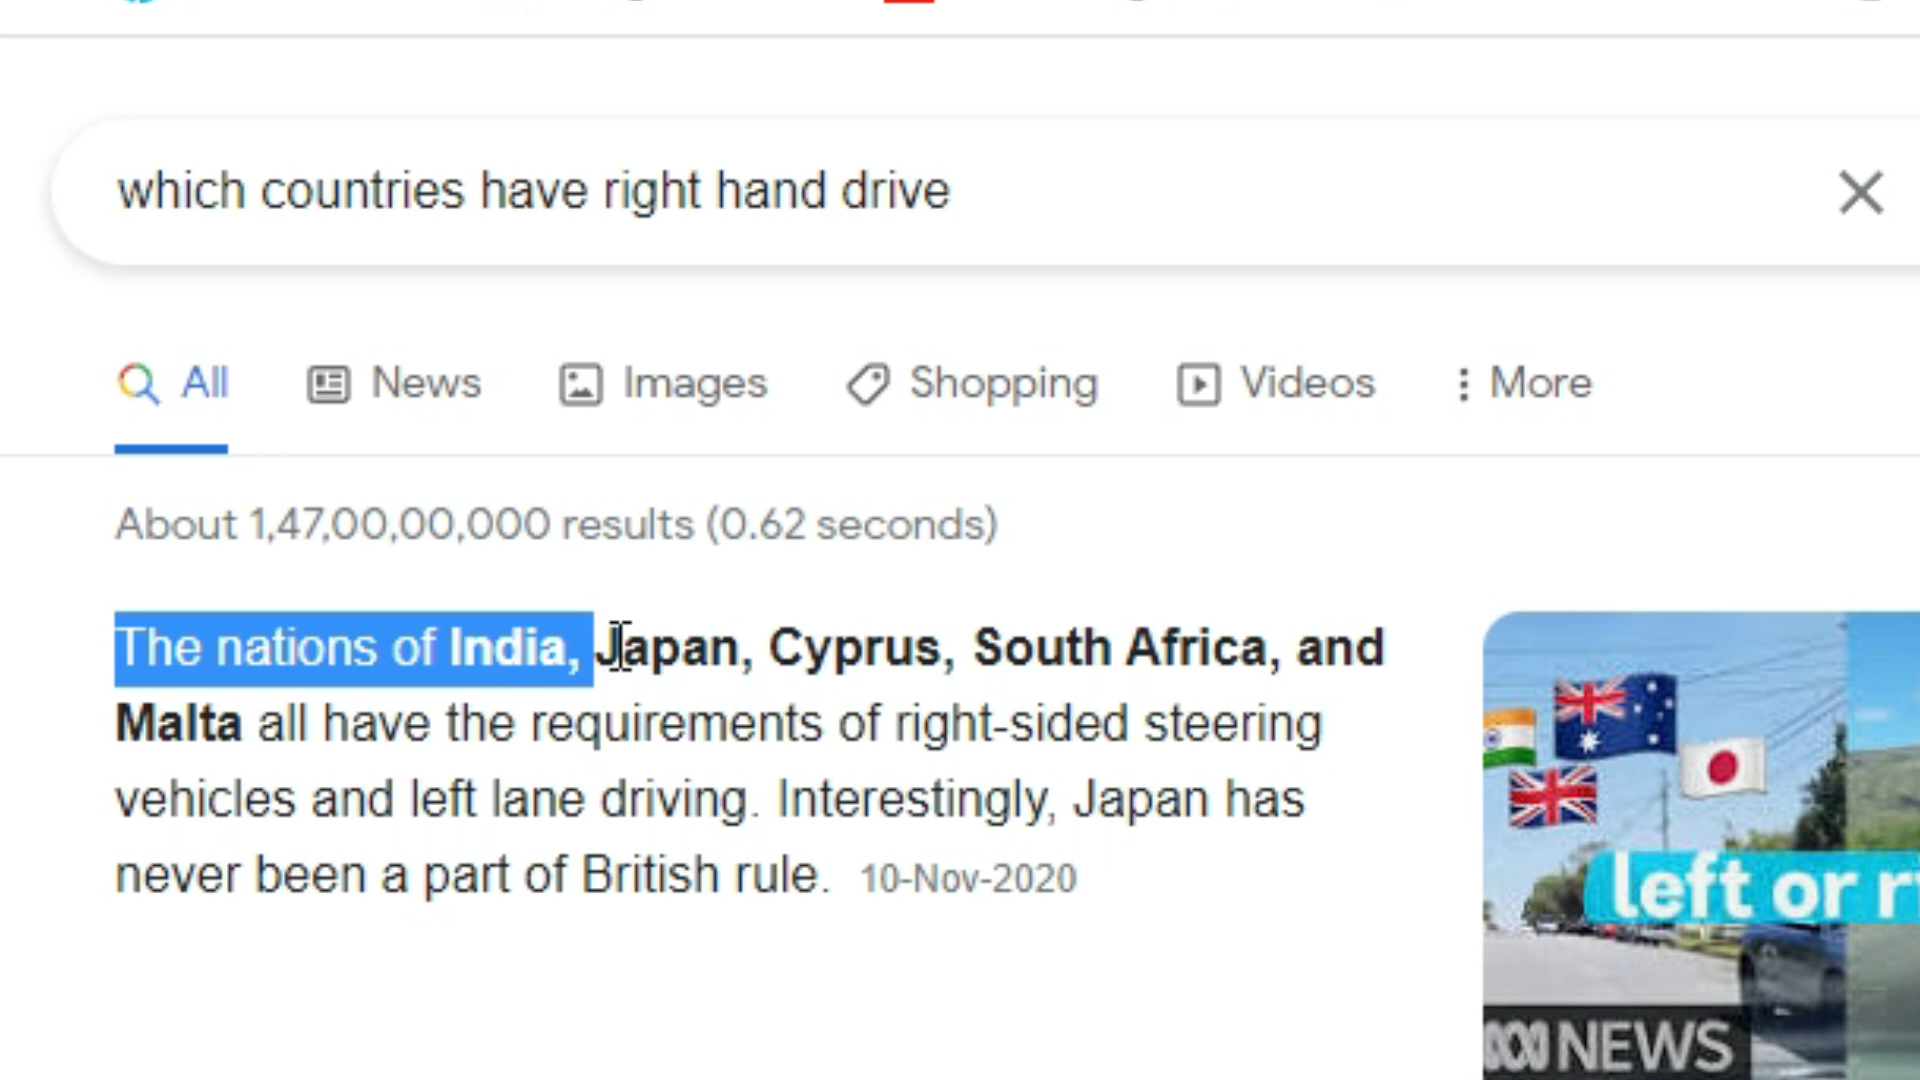 which countries have right hand drive
All News Images Shopping Videos More
About 1,47,00,00,000 results (0.62 seconds)
The nations of India, Japan, Cyprus, South Africa, and
Malta all have the requirements of right-sided steering
vehicles and left lane driving. Interestingly, Japan has
never been a part of British rule. 10-Nov-2020
left or
NEWS